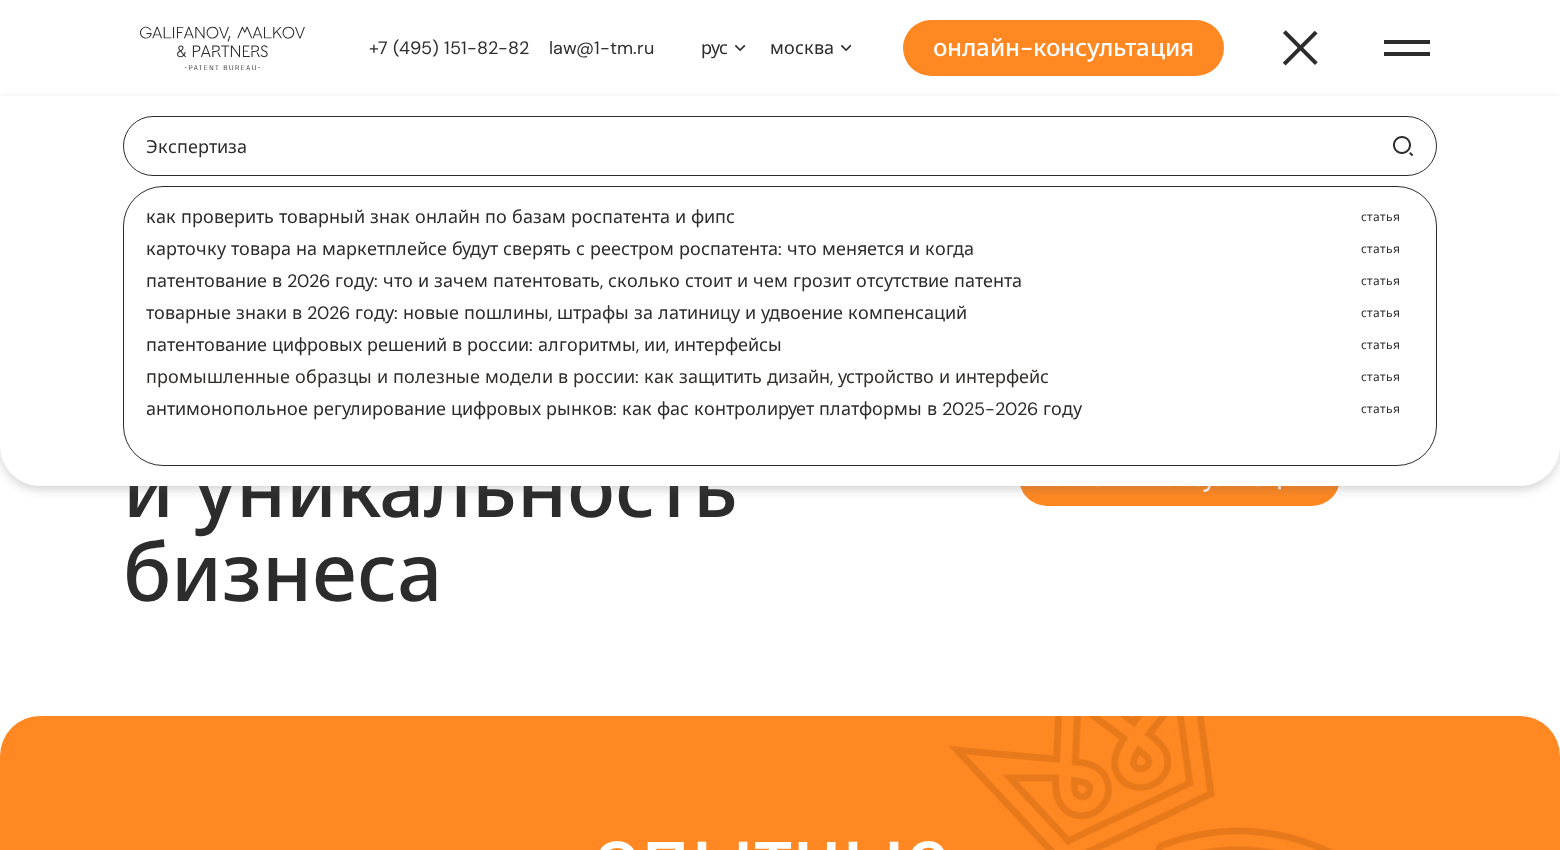 GALIFANOV, MALKOV
& PARTNERS
-PATENT BUREAU-
+7 (495) 151-82-82
law@1-tm.ru
рус
москва
онлайн-консультация
Экспертиза
как проверить товарный знак онлайн по базам роспатента и фипс статья
карточку товара на маркетплейсе будут сверять с реестром роспатента: что меняется и когда статья
патентование в 2026 году: что и зачем патентовать, сколько стоит и чем грозит отсутствие патента статья
товарные знаки в 2026 году: новые пошлины, штрафы за латиницу и удвоение компенсаций статья
патентование цифровых решений в россии: алгоритмы, ии, интерфейсы статья
промышленные образцы и полезные модели в россии: как защитить дизайн, устройство и интерфейс статья
антимонопольное регулирование цифровых рынков: как фас контролирует платформы в 2025-2026 году статья
и уникальность
бизнеса
опытные